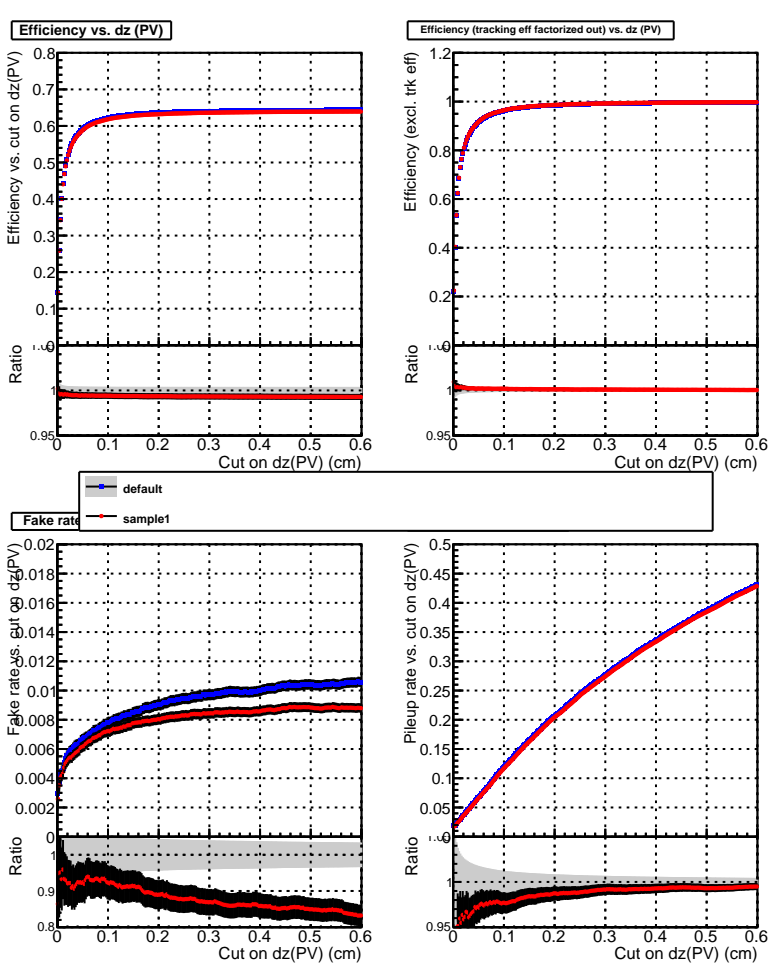 Efficiency vs. dz (PV)
Efficiency vs. cut on dz(PV)
0.8
0.7
0.6
0.5
0.4
0.3
0.2
0.1
0
Ratio
1
0.95
0 0.1 0.2 0.3 0.4 0.5 0.6
Cut on dz(PV) (cm)
Efficiency (tracking eff factorized out) vs. dz (PV)
Efficiency (excl. trk eff)
1.2
1
0.8
0.6
0.4
0.2
0
Ratio
1
0.95
0 0.1 0.2 0.3 0.4 0.5 0.6
Cut on dz(PV) (cm)
default
sample1
Fake rate
Fake rate vs. cut on dz(PV)
0.02
0.018
0.016
0.014
0.012
0.01
0.008
0.006
0.004
0.002
0
Ratio
1
0.9
0.8
0 0.1 0.2 0.3 0.4 0.5 0.6
Cut on dz(PV) (cm)
Pileup rate vs. cut on dz(PV)
0.5
0.45
0.4
0.35
0.3
0.25
0.2
0.15
0.1
0.05
0
Ratio
1
0.95
0 0.1 0.2 0.3 0.4 0.5 0.6
Cut on dz(PV) (cm)